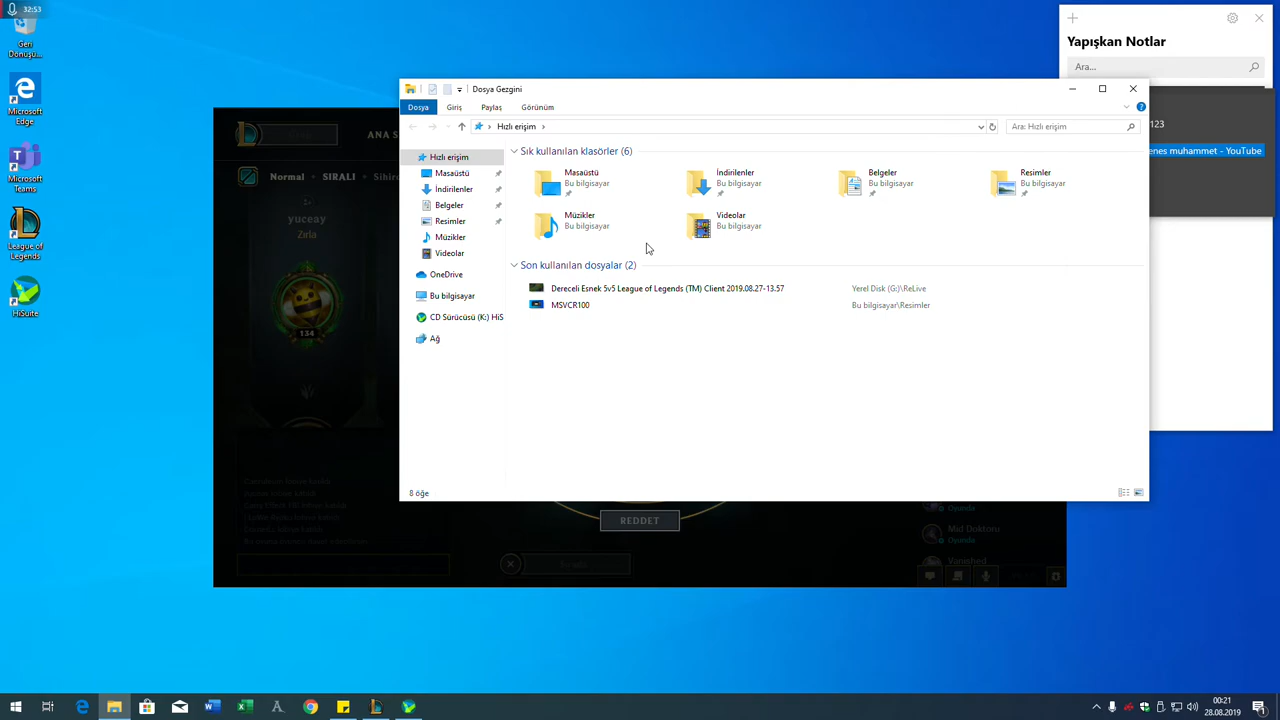 32:53
Geri
Dönüşü...
Microsoft
Edge
Microsoft
Teams
League of
Legends
HiSuite
Yapışkan Notlar
Ara...
123
enes muhammet - YouTube
Dosya Gezgini
Dosya
Giriş
Paylaş
Görünüm
Hızlı erişim
Ara: Hızlı erişim
Hızlı erişim
Masaüstü
İndirilenler
Belgeler
Resimler
Müzikler
Videolar
OneDrive
Bu bilgisayar
CD Sürücüsü (K:) HiS
Ağ
Sık kullanılan klasörler (6)
Masaüstü
Bu bilgisayar
İndirilenler
Bu bilgisayar
Belgeler
Bu bilgisayar
Resimler
Bu bilgisayar
Müzikler
Bu bilgisayar
Videolar
Bu bilgisayar
Son kullanılan dosyalar (2)
Dereceli Esnek 5v5 League of Legends (TM) Client 2019.08.27-13.57
Yerel Disk (G:)\ReLive
MSVCR100
Bu bilgisayar\Resimler
8 öğe
ANA S
Normal
SIRALI
yuceay
Zırla
134
REDDET
Oyunda
Mid Doktoru
Oyunda
Vanished
00:21
28.08.2019